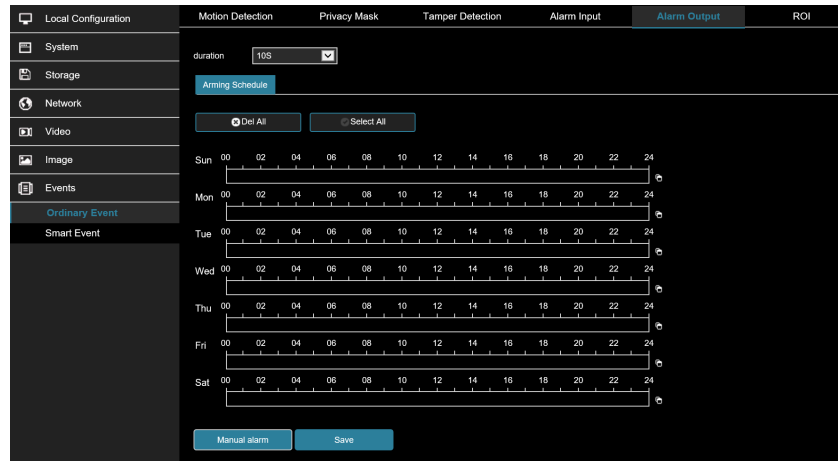 Local Configuration
System
Storage
Network
Video
Image
Events
Ordinary Event
Smart Event
Motion Detection Privacy Mask Tamper Detection Alarm Input Alarm Output ROI
duration 10S
Arming Schedule
Del All Select All
Sun 00 02 04 06 08 10 12 14 16 18 20 22 24
Mon 00 02 04 06 08 10 12 14 16 18 20 22 24
Tue 00 02 04 06 08 10 12 14 16 18 20 22 24
Wed 00 02 04 06 08 10 12 14 16 18 20 22 24
Thu 00 02 04 06 08 10 12 14 16 18 20 22 24
Fri 00 02 04 06 08 10 12 14 16 18 20 22 24
Sat 00 02 04 06 08 10 12 14 16 18 20 22 24
Manual alarm Save